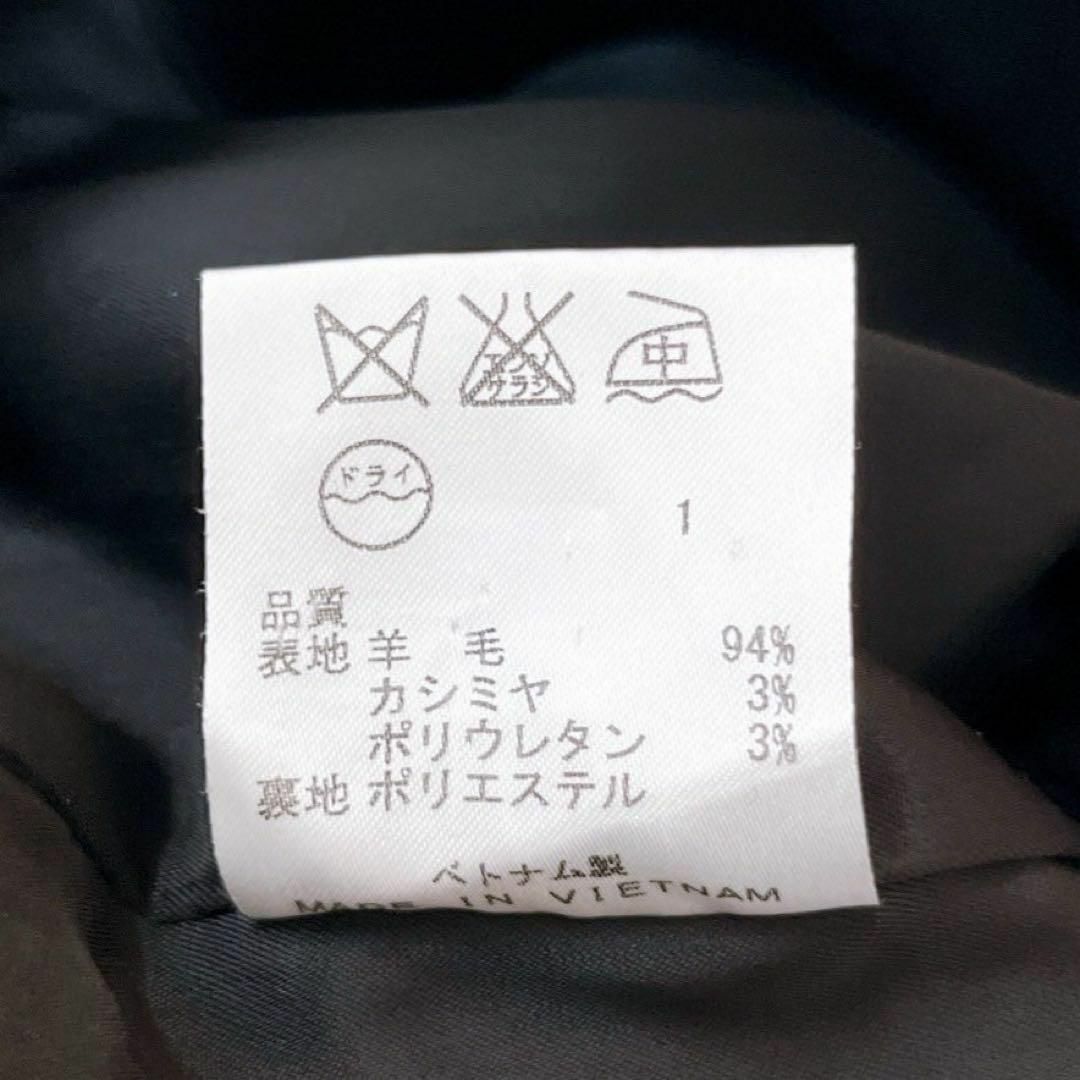 エンソ
サラシ
中
ドライ
1
品質
表地 羊 毛 94%
カシミヤ 3%
ポリウレタン 3%
裏地 ポリエステル
ベトナム製
MADE IN VIETNAM